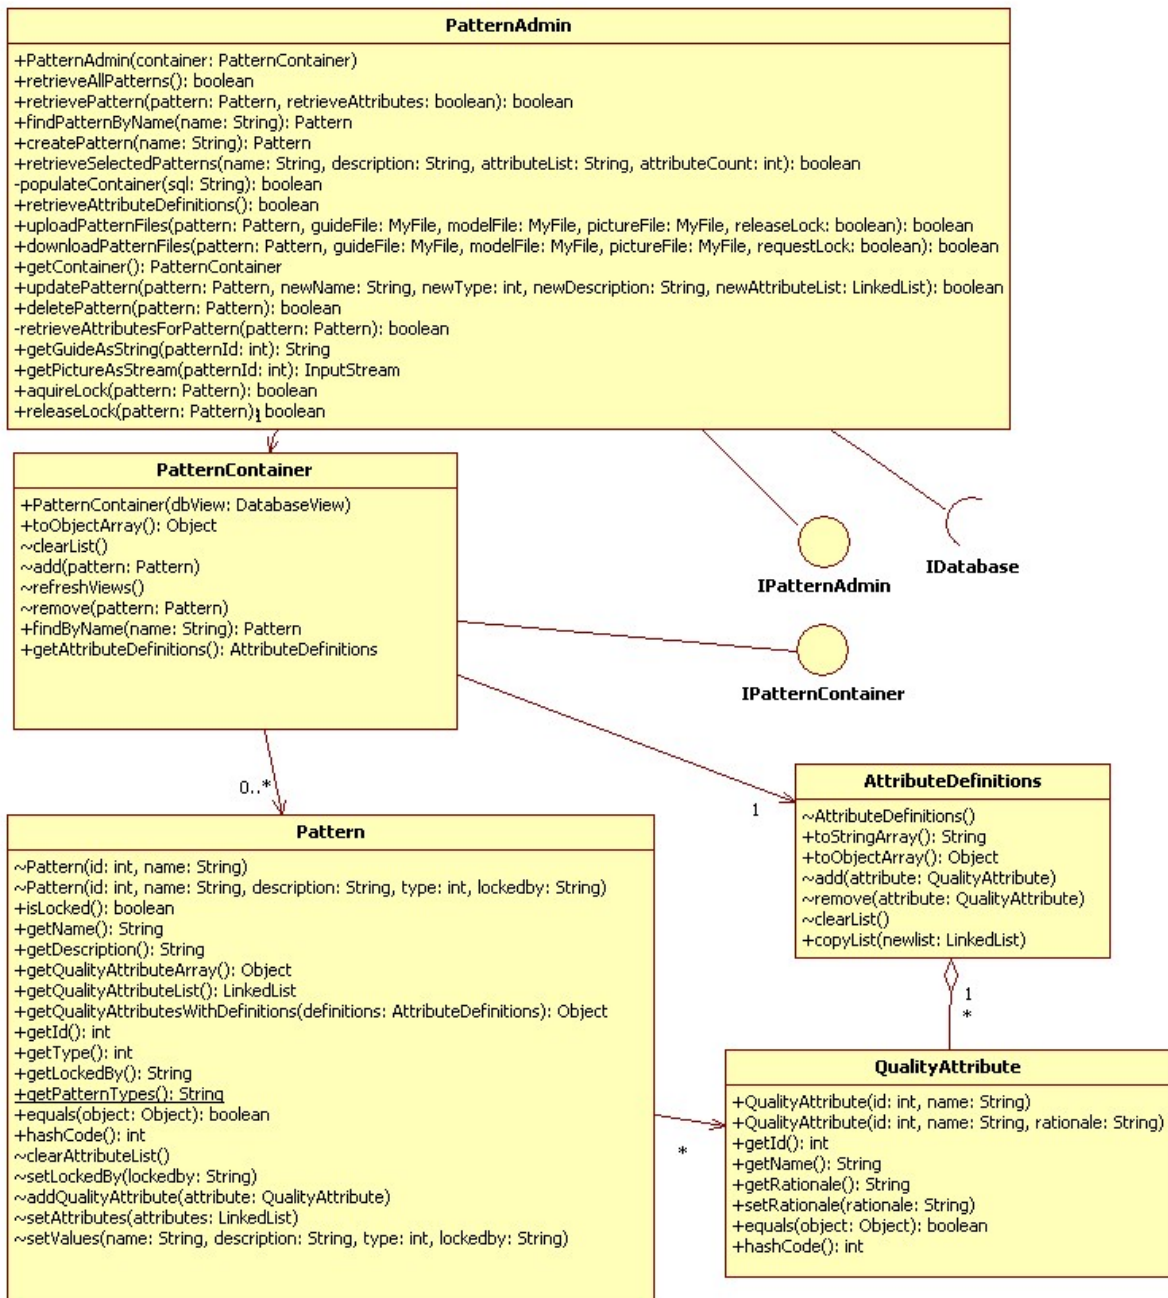 PatternAdmin
+PatternAdmin(container: PatternContainer)
+retrieveAllPatterns(): boolean
+retrievePattern(pattern: Pattern, retrieveAttributes: boolean): boolean
+findPatternByName(name: String): Pattern
+createPattern(name: String): Pattern
+retrieveSelectedPatterns(name: String, description: String, attributeList: String, attributeCount: int): boolean
-populateContainer(sql: String): boolean
+retrieveAttributeDefinitions(): boolean
+uploadPatternFiles(pattern: Pattern, guideFile: MyFile, modelFile: MyFile, pictureFile: MyFile, releaseLock: boolean): boolean
+downloadPatternFiles(pattern: Pattern, guideFile: MyFile, modelFile: MyFile, pictureFile: MyFile, requestLock: boolean): boolean
+getContainer(): PatternContainer
+updatePattern(pattern: Pattern, newName: String, newType: int, newDescription: String, newAttributeList: LinkedList): boolean
+deletePattern(pattern: Pattern): boolean
-retrieveAttributesForPattern(pattern: Pattern): boolean
+getGuideAsString(patternId: int): String
+getPictureAsStream(patternId: int): InputStream
+aquireLock(pattern: Pattern): boolean
+releaseLock(pattern: Pattern): boolean
1
PatternContainer
+PatternContainer(dbView: DatabaseView)
+toObjectArray(): Object
~clearList()
~add(pattern: Pattern)
~refreshViews()
~remove(pattern: Pattern)
+findByName(name: String): Pattern
+getAttributeDefinitions(): AttributeDefinitions
IPatternAdmin
IDatabase
IPatternContainer
0..*
1
AttributeDefinitions
~AttributeDefinitions()
+toStringArray(): String
+toObjectArray(): Object
~add(attribute: QualityAttribute)
~remove(attribute: QualityAttribute)
~clearList()
+copyList(newlist: LinkedList)
1
*
Pattern
~Pattern(id: int, name: String)
~Pattern(id: int, name: String, description: String, type: int, lockedby: String)
+isLocked(): boolean
+getName(): String
+getDescription(): String
+getQualityAttributeArray(): Object
+getQualityAttributeList(): LinkedList
+getQualityAttributesWithDefinitions(definitions: AttributeDefinitions): Object
+getId(): int
+getType(): int
+getLockedBy(): String
+getPatternTypes(): String
+equals(object: Object): boolean
+hashCode(): int
~clearAttributeList()
~setLockedBy(lockedby: String)
~addQualityAttribute(attribute: QualityAttribute)
~setAttributes(attributes: LinkedList)
~setValues(name: String, description: String, type: int, lockedby: String)
*
QualityAttribute
+QualityAttribute(id: int, name: String)
+QualityAttribute(id: int, name: String, rationale: String)
+getId(): int
+getName(): String
+getRationale(): String
+setRationale(rationale: String)
+equals(object: Object): boolean
+hashCode(): int